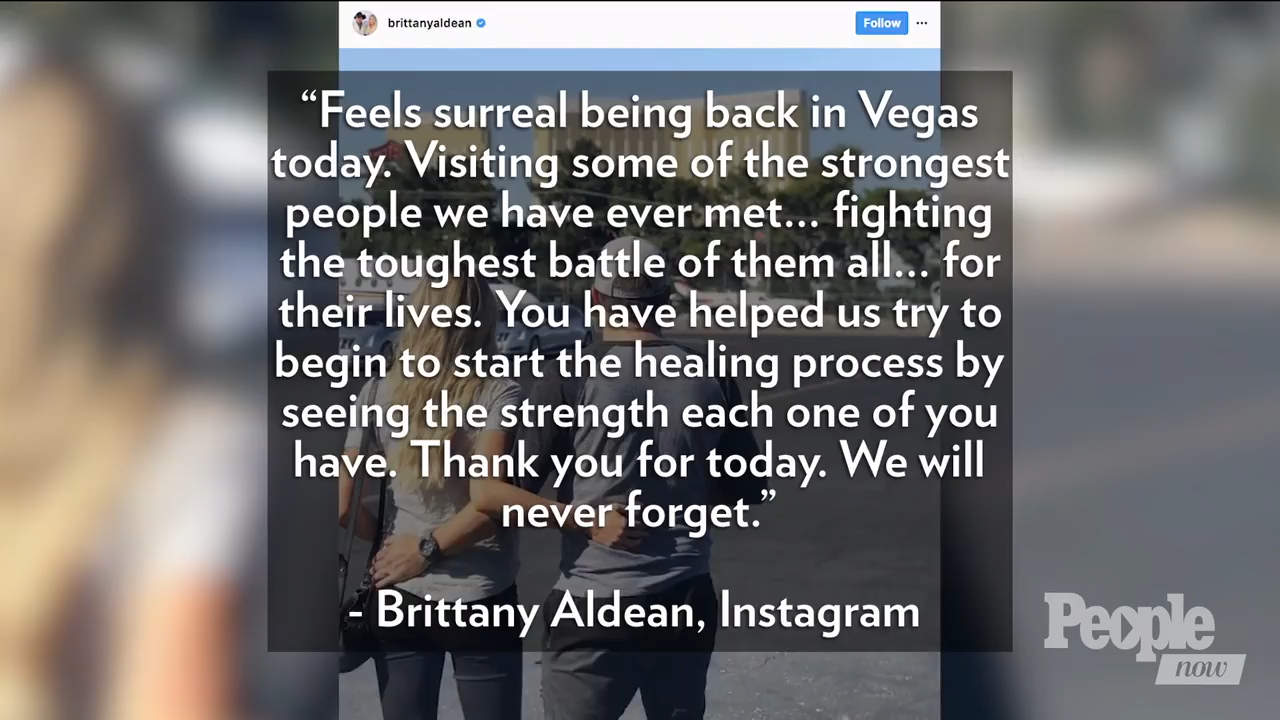 brittanyaldean
Follow
“Feels surreal being back in Vegas
today. Visiting some of the strongest
people we have ever met... fighting
the toughest battle of them all... for
their lives. You have helped us try to
begin to start the healing process by
seeing the strength each one of you
have. Thank you for today. We will
never forget.”
- Brittany Aldean, Instagram
People
now